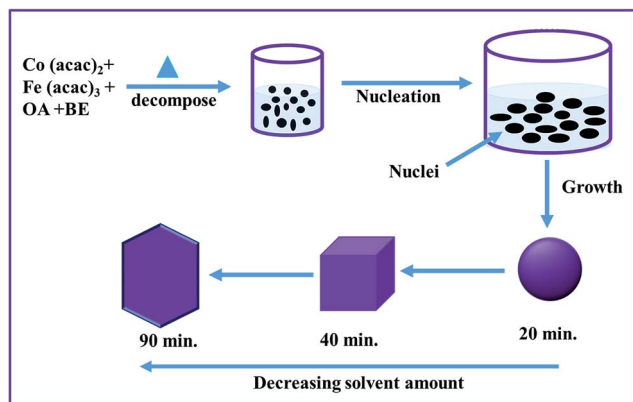 Co (acac)₂+
Fe (acac)₃ +
OA +BE
decompose
Nucleation
Nuclei
Growth
90 min.
40 min.
20 min.
Decreasing solvent amount